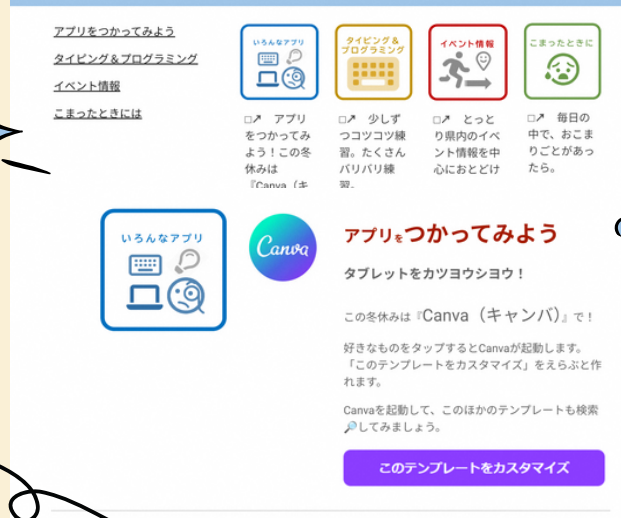 アプリをつかってみよう
タイピング＆プログラミング
イベント情報
こまったときには
いろんなアプリ
タイピング＆
プログラミング
イベント情報
こまったときに
□↗ アプリ
をつかってみ
よう！この冬
休みは
『Canva（キ
□↗ 少しず
つコツコツ練
習。たくさん
バリバリ練
習。
□↗ とっと
り県内のイベ
ント情報を中
心におとどけ
□↗ 毎日の
中で、おこま
りごとがあっ
たら。
いろんなアプリ
Canva
アプリをつかってみよう
タブレットをカツヨウシヨウ！
この冬休みは『Canva（キャンバ）』で！
好きなものをタップするとCanvaが起動します。
「このテンプレートをカスタマイズ」をえらぶと作
れます。
Canvaを起動して、このほかのテンプレートも検索
🔎してみましょう。
このテンプレートをカスタマイズ